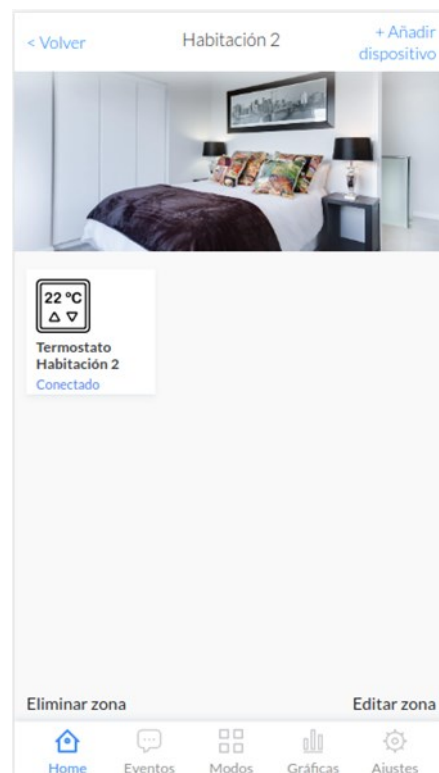 < Volver
Habitación 2
+ Añadir
dispositivo
22 ºC
Termostato
Habitación 2
Conectado
Eliminar zona
Editar zona
Home
Eventos
Modos
Gráficas
Ajustes